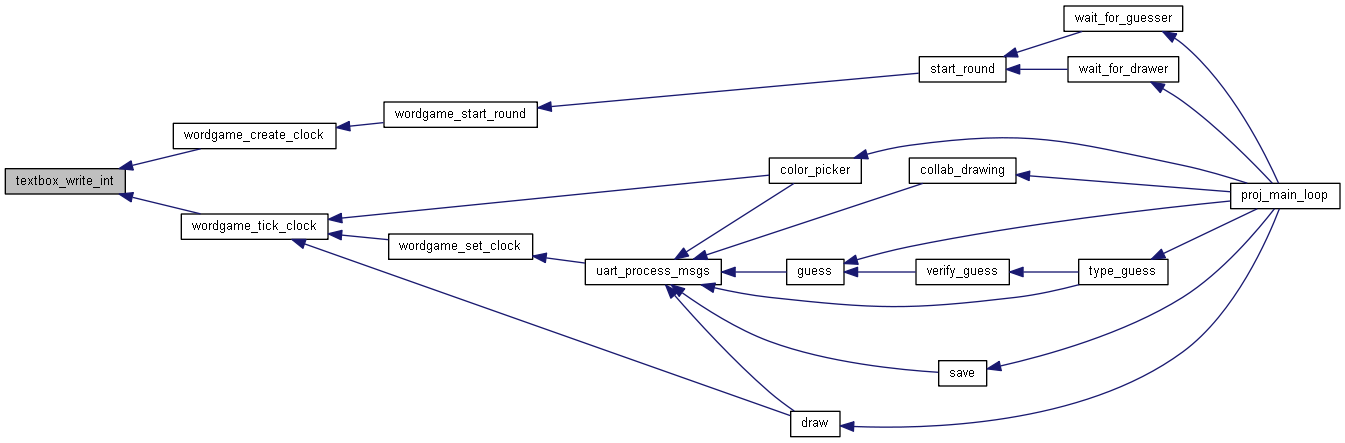 wait_for_guesser
start_round
wait_for_drawer
wordgame_start_round
wordgame_create_clock
textbox_write_int
color_picker
collab_drawing
proj_main_loop
wordgame_tick_clock
wordgame_set_clock
uart_process_msgs
guess
verify_guess
type_guess
save
draw